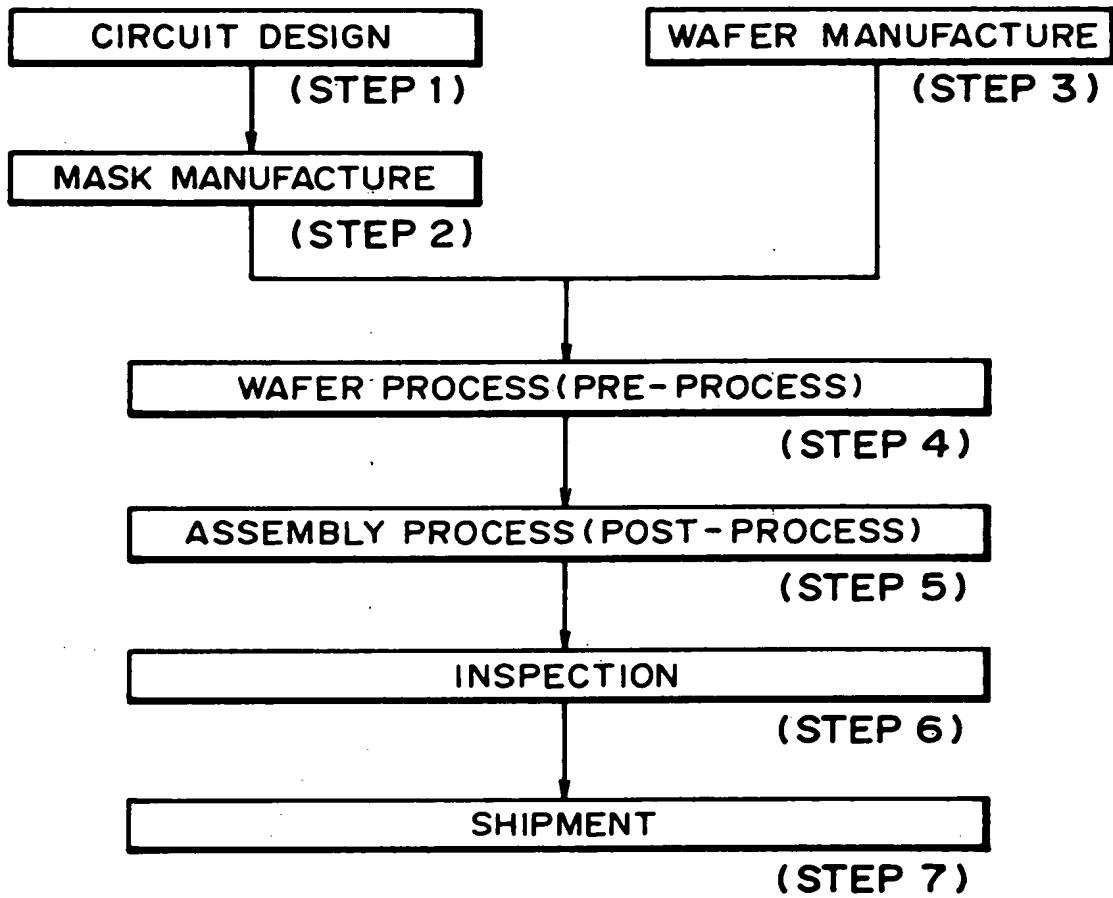 CIRCUIT DESIGN
(STEP 1)
MASK MANUFACTURE
(STEP 2)
WAFER MANUFACTURE
(STEP 3)
WAFER PROCESS (PRE-PROCESS)
(STEP 4)
ASSEMBLY PROCESS (POST-PROCESS)
(STEP 5)
INSPECTION
(STEP 6)
SHIPMENT
(STEP 7)